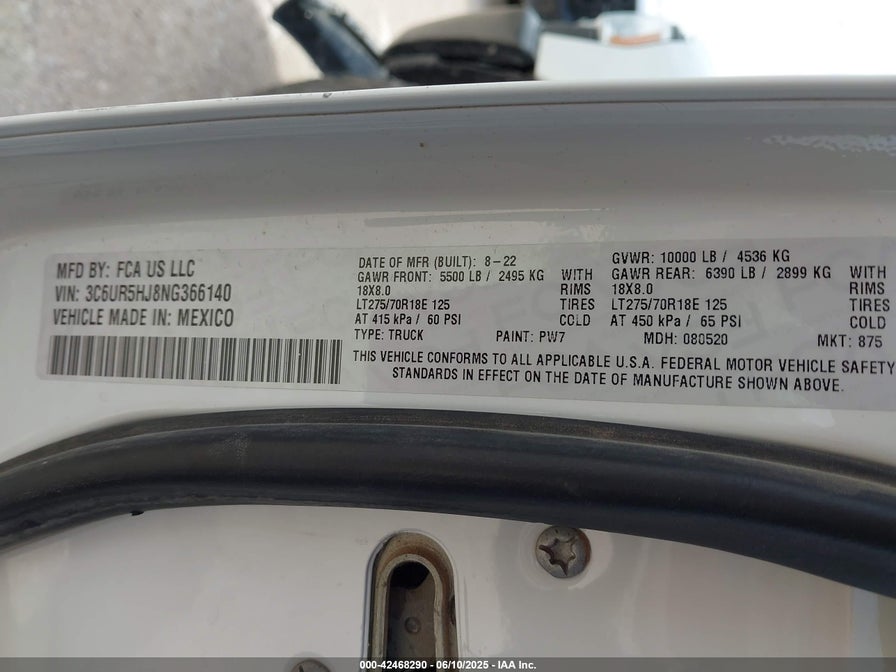 MFD BY: FCA US LLC
VIN: 3C6UR5HJ8NG366140
VEHICLE MADE IN: MEXICO
DATE OF MFR (BUILT): 8-22
GAWR FRONT: 5500 LB / 2495 KG WITH
18X8.0 RIMS
LT275/70R18E 125 TIRES
AT 415 kPa / 60 PSI COLD
TYPE: TRUCK PAINT: PW7
GVWR: 10000 LB / 4536 KG
GAWR REAR: 6390 LB / 2899 KG WITH
18X8.0 RIMS
LT275/70R18E 125 TIRES
AT 450 kPa / 65 PSI COLD
MDH: 080520 MKT: 875
THIS VEHICLE CONFORMS TO ALL APPLICABLE U.S.A. FEDERAL MOTOR VEHICLE SAFETY
STANDARDS IN EFFECT ON THE DATE OF MANUFACTURE SHOWN ABOVE.
000-42468290 - 06/10/2025 - IAA Inc.